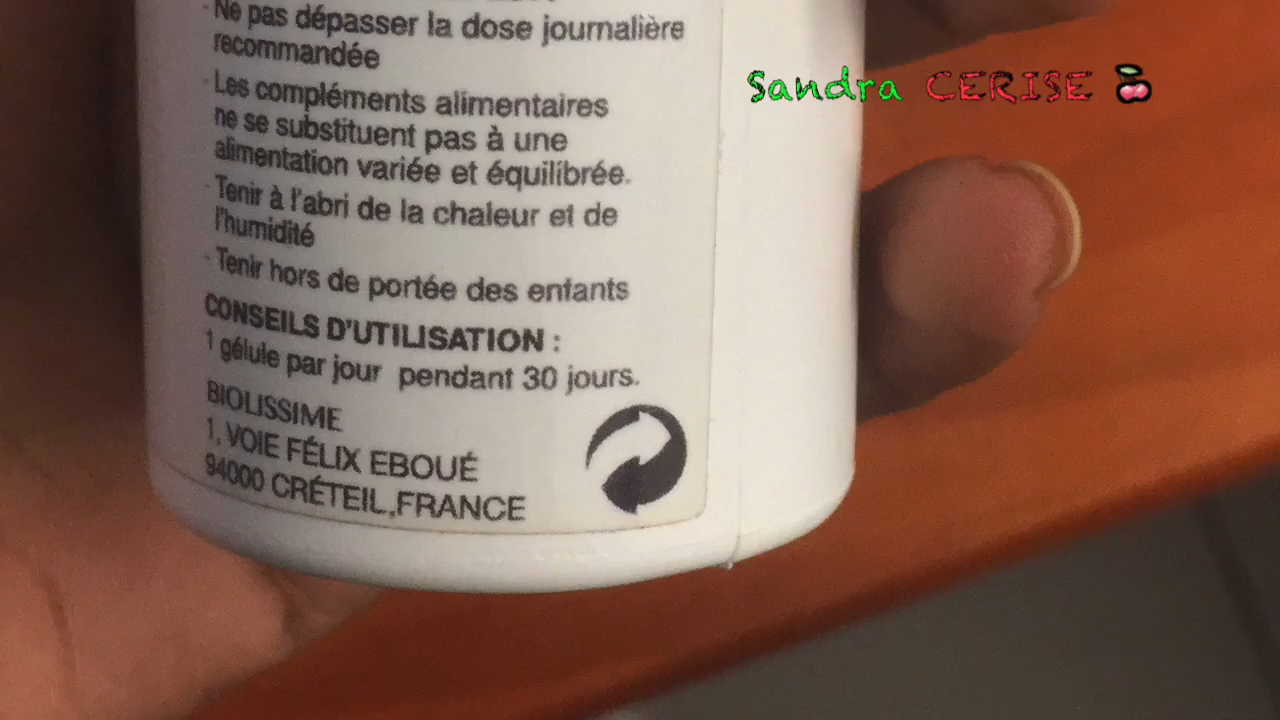 · Ne pas dépasser la dose journalière
recommandée
· Les compléments alimentaires
ne se substituent pas à une
alimentation variée et équilibrée.
· Tenir à l'abri de la chaleur et de
l'humidité
· Tenir hors de portée des enfants
CONSEILS D'UTILISATION :
1 gélule par jour pendant 30 jours.
BIOLISSIME
1, VOIE FÉLIX EBOUÉ
94000 CRÉTEIL,FRANCE
Sandra CERISE